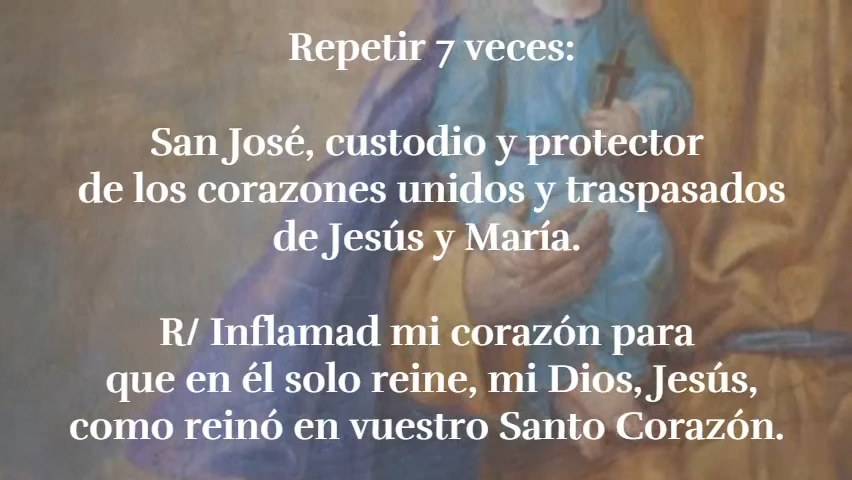 Repetir 7 veces:
San José, custodio y protector
de los corazones unidos y traspasados
de Jesús y María.
R/ Inflamad mi corazón para
que en él solo reine, mi Dios, Jesús,
como reinó en vuestro Santo Corazón.